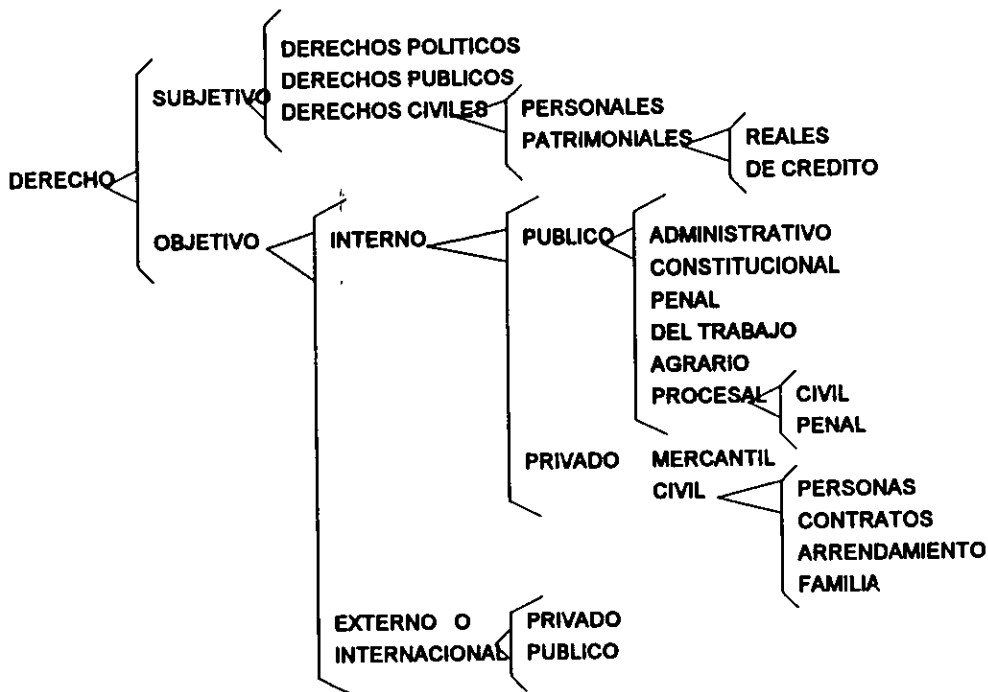 DERECHO
SUBJETIVO
DERECHOS POLITICOS
DERECHOS PUBLICOS
DERECHOS CIVILES
PERSONALES
PATRIMONIALES
REALES
DE CREDITO
OBJETIVO
INTERNO
PUBLICO
ADMINISTRATIVO
CONSTITUCIONAL
PENAL
DEL TRABAJO
AGRARIO
PROCESAL
CIVIL
PENAL
PRIVADO
MERCANTIL
CIVIL
PERSONAS
CONTRATOS
ARRENDAMIENTO
FAMILIA
EXTERNO O
INTERNACIONAL
PRIVADO
PUBLICO